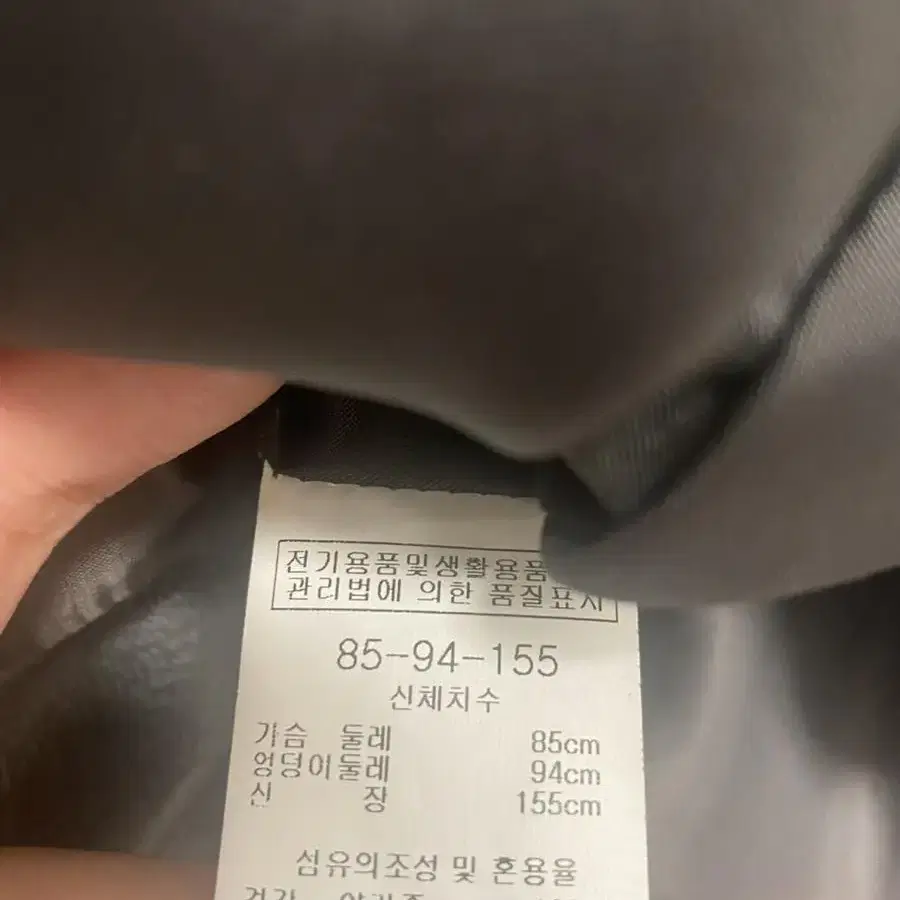 전기용품및생활용품
관리법에 의한 품질표시
85-94-155
신체치수
가슴 둘레 85cm
엉덩이둘레 94cm
신 장 155cm
섬유의조성 및 혼용율